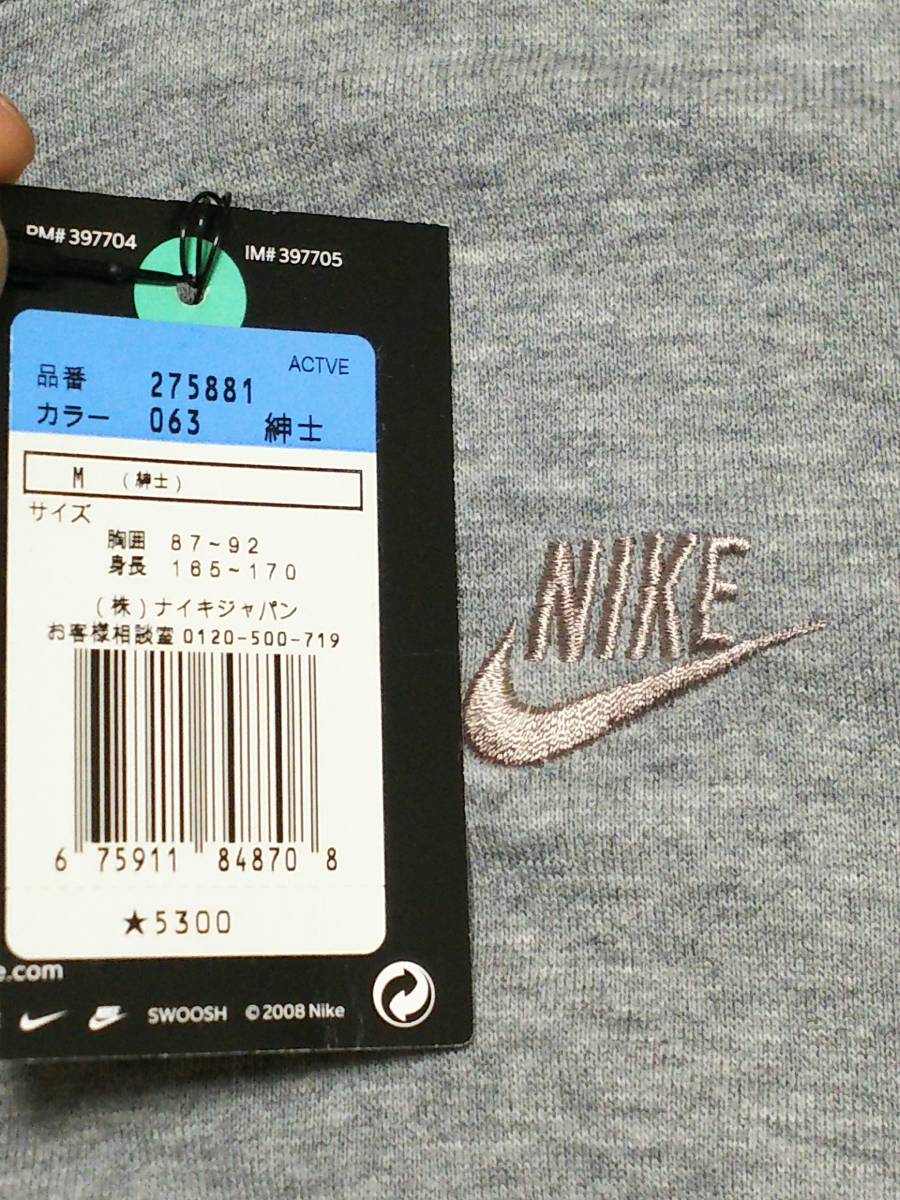 PM# 397704
IM# 397705
ACTVE
品番 275881
カラー 063 紳士
M (紳士)
サイズ
胸囲 87~92
身長 165~170
(株)ナイキジャパン
お客様相談室 0120-500-719
6 75911 84870 8
★5300
e.com
SWOOSH ©2008 Nike
NIKE